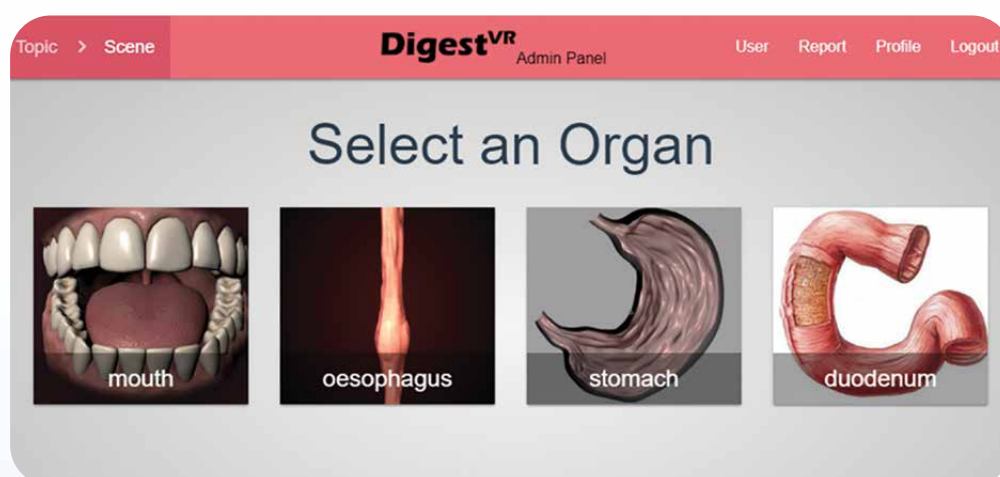 Topic > Scene
DigestVR Admin Panel
User Report Profile Logout
Select an Organ
mouth
oesophagus
stomach
duodenum